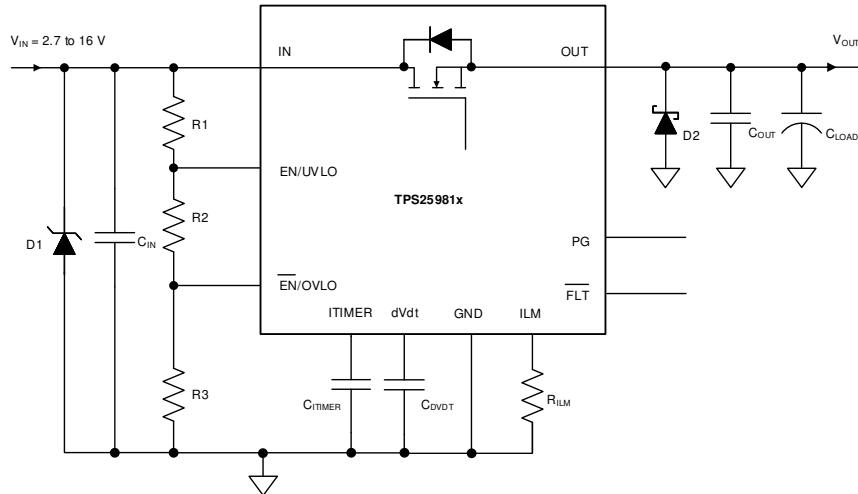 V_IN = 2.7 to 16 V
IN
OUT
V_OUT
R1
EN/UVLO
R2
D1
C_IN
TPS25981x
D2
C_OUT
C_LOAD
PG
EN/OVLO
FLT
ITIMER
dVdt
GND
ILM
R3
C_ITIMER
C_DVDT
R_ILM